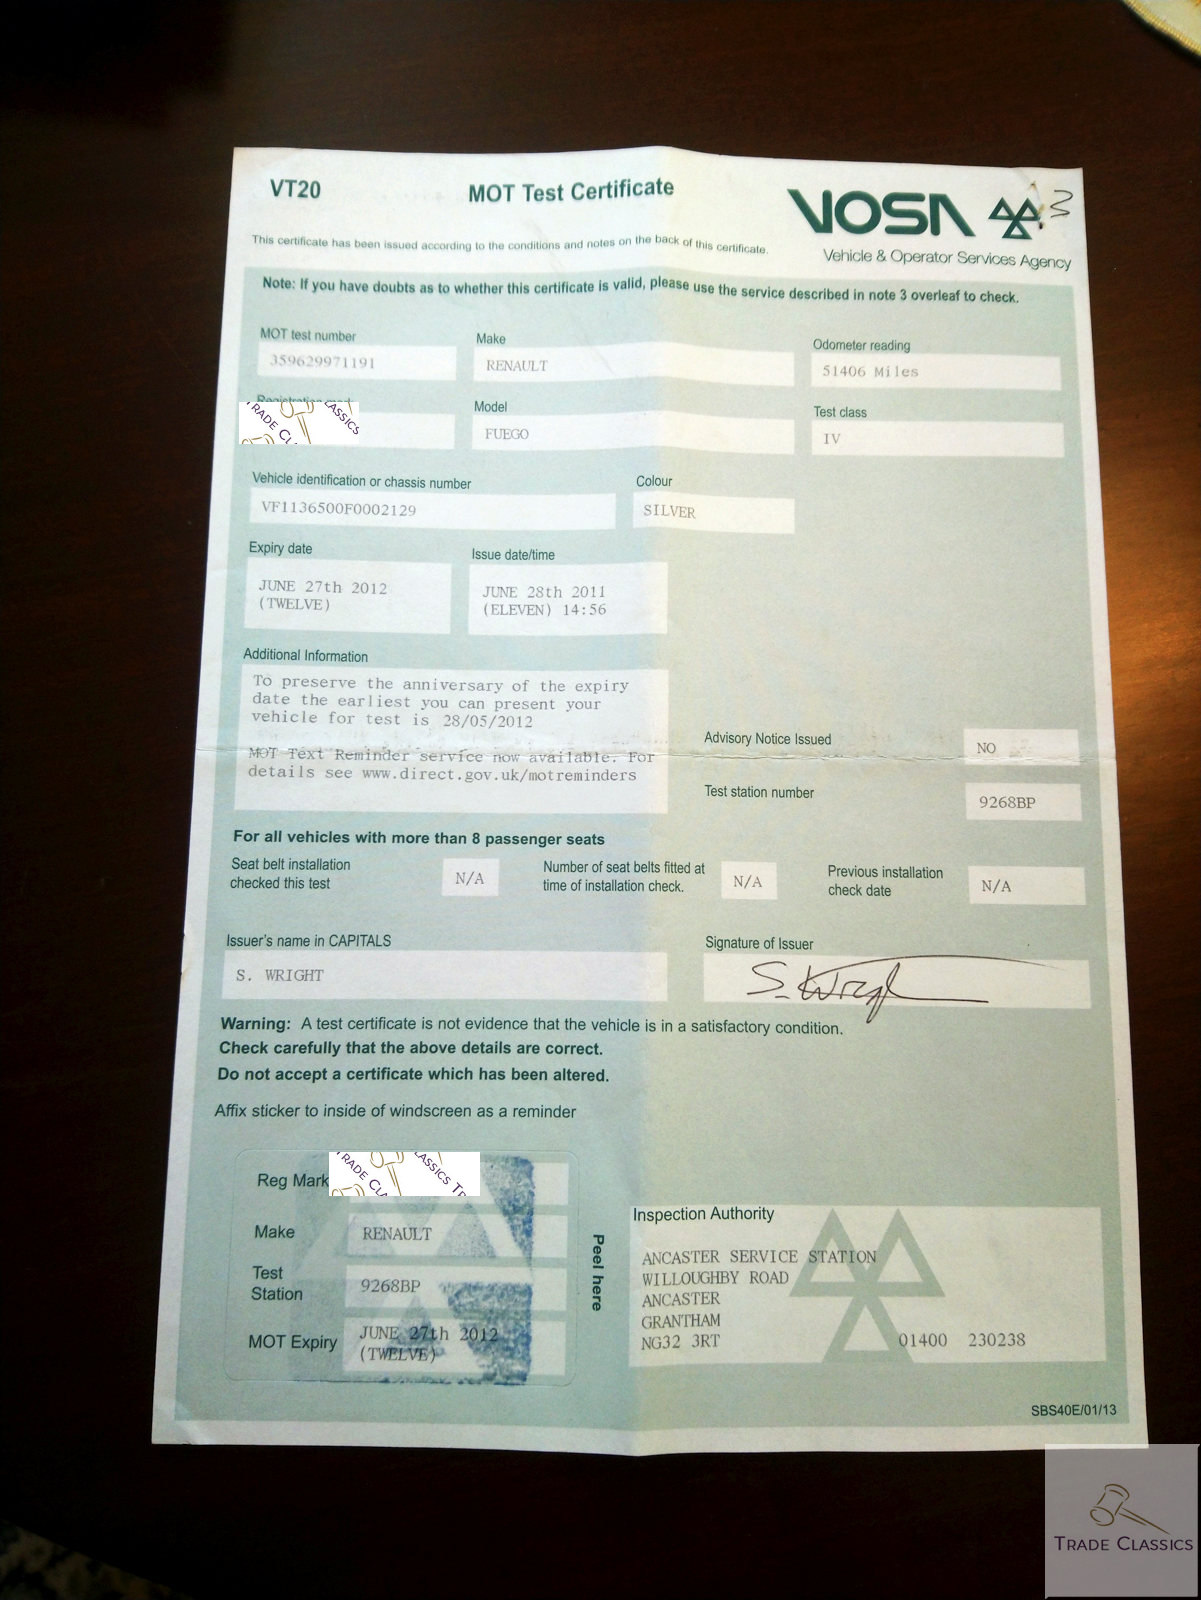 VT20
MOT Test Certificate
VOSA
Vehicle & Operator Services Agency
This certificate has been issued according to the conditions and notes on the back of this certificate.
Note: If you have doubts as to whether this certificate is valid, please use the service described in note 3 overleaf to check.
MOT test number
Make
Odometer reading
359629971191
RENAULT
51406 Miles
Model
Test class
TRADE CL
CLASSICS
FUEGO
IV
Vehicle identification or chassis number
Colour
VF1136500F0002129
SILVER
Expiry date
Issue date/time
JUNE 27th 2012
(TWELVE)
JUNE 28th 2011
(ELEVEN) 14:56
Additional Information
To preserve the anniversary of the expiry
date the earliest you can present your
vehicle for test is 28/05/2012
MOT Text Reminder service now available. For
details see www.direct.gov.uk/motreminders
Advisory Notice Issued
NO
Test station number
9268BP
For all vehicles with more than 8 passenger seats
Seat belt installation
checked this test
N/A
Number of seat belts fitted at
time of installation check.
N/A
Previous installation
check date
N/A
Issuer's name in CAPITALS
Signature of Issuer
S. WRIGHT
S. Wright
Warning: A test certificate is not evidence that the vehicle is in a satisfactory condition.
Check carefully that the above details are correct.
Do not accept a certificate which has been altered.
Affix sticker to inside of windscreen as a reminder
Reg Mark
Make
RENAULT
Test
Station
9268BP
MOT Expiry
JUNE 27th 2012
(TWELVE)
Peel here
Inspection Authority
ANCASTER SERVICE STATION
WILLOUGHBY ROAD
ANCASTER
GRANTHAM
NG32 3RT
01400 230238
SBS40E/01/13
TRADE CLASSICS